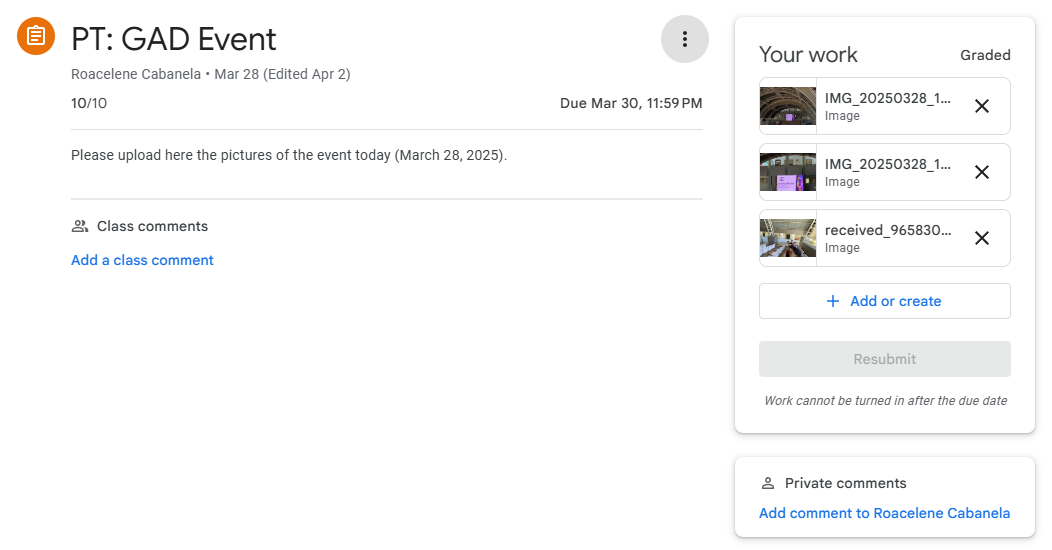 PT: GAD Event
Roacelene Cabanela • Mar 28 (Edited Apr 2)
10/10
Due Mar 30, 11:59 PM
Please upload here the pictures of the event today (March 28, 2025).
Class comments
Add a class comment
Your work
Graded
IMG_20250328_1...
Image
IMG_20250328_1...
Image
received_965830...
Image
+ Add or create
Resubmit
Work cannot be turned in after the due date
Private comments
Add comment to Roacelene Cabanela